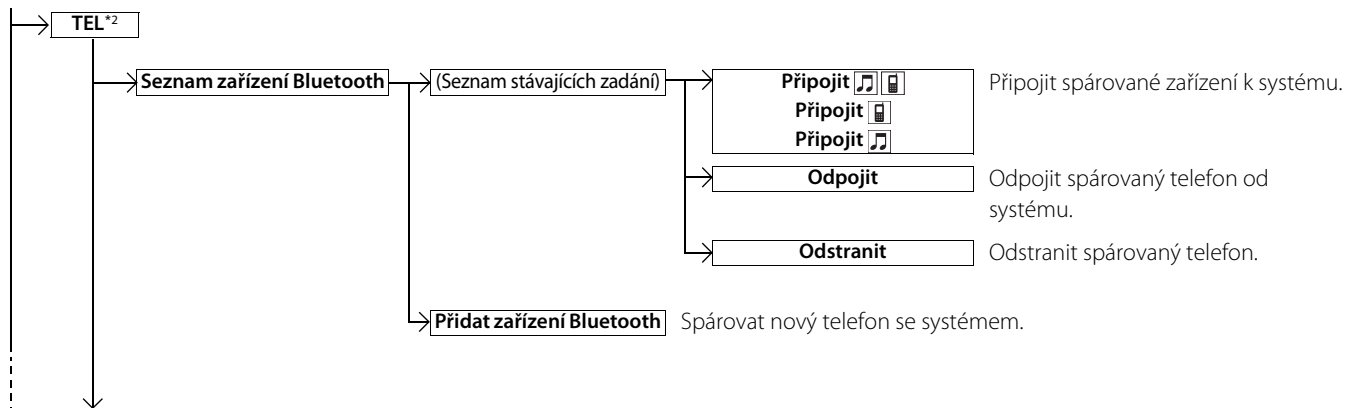 TEL*2
Seznam zařízení Bluetooth
(Seznam stávajících zadání)
Připojit
Připojit
Připojit
Připojit spárované zařízení k systému.
Odpojit
Odpojit spárovaný telefon od
systému.
Odstranit
Odstranit spárovaný telefon.
Přidat zařízení Bluetooth
Spárovat nový telefon se systémem.